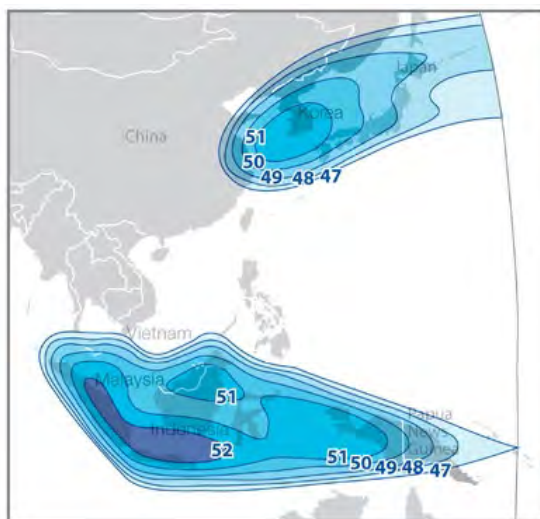 Japan
Korea
China
51
50
49 48 47
Vietnam
Malaysia
51
Indonesia
52
Papua
New
Guinea
51 50 49 48 47